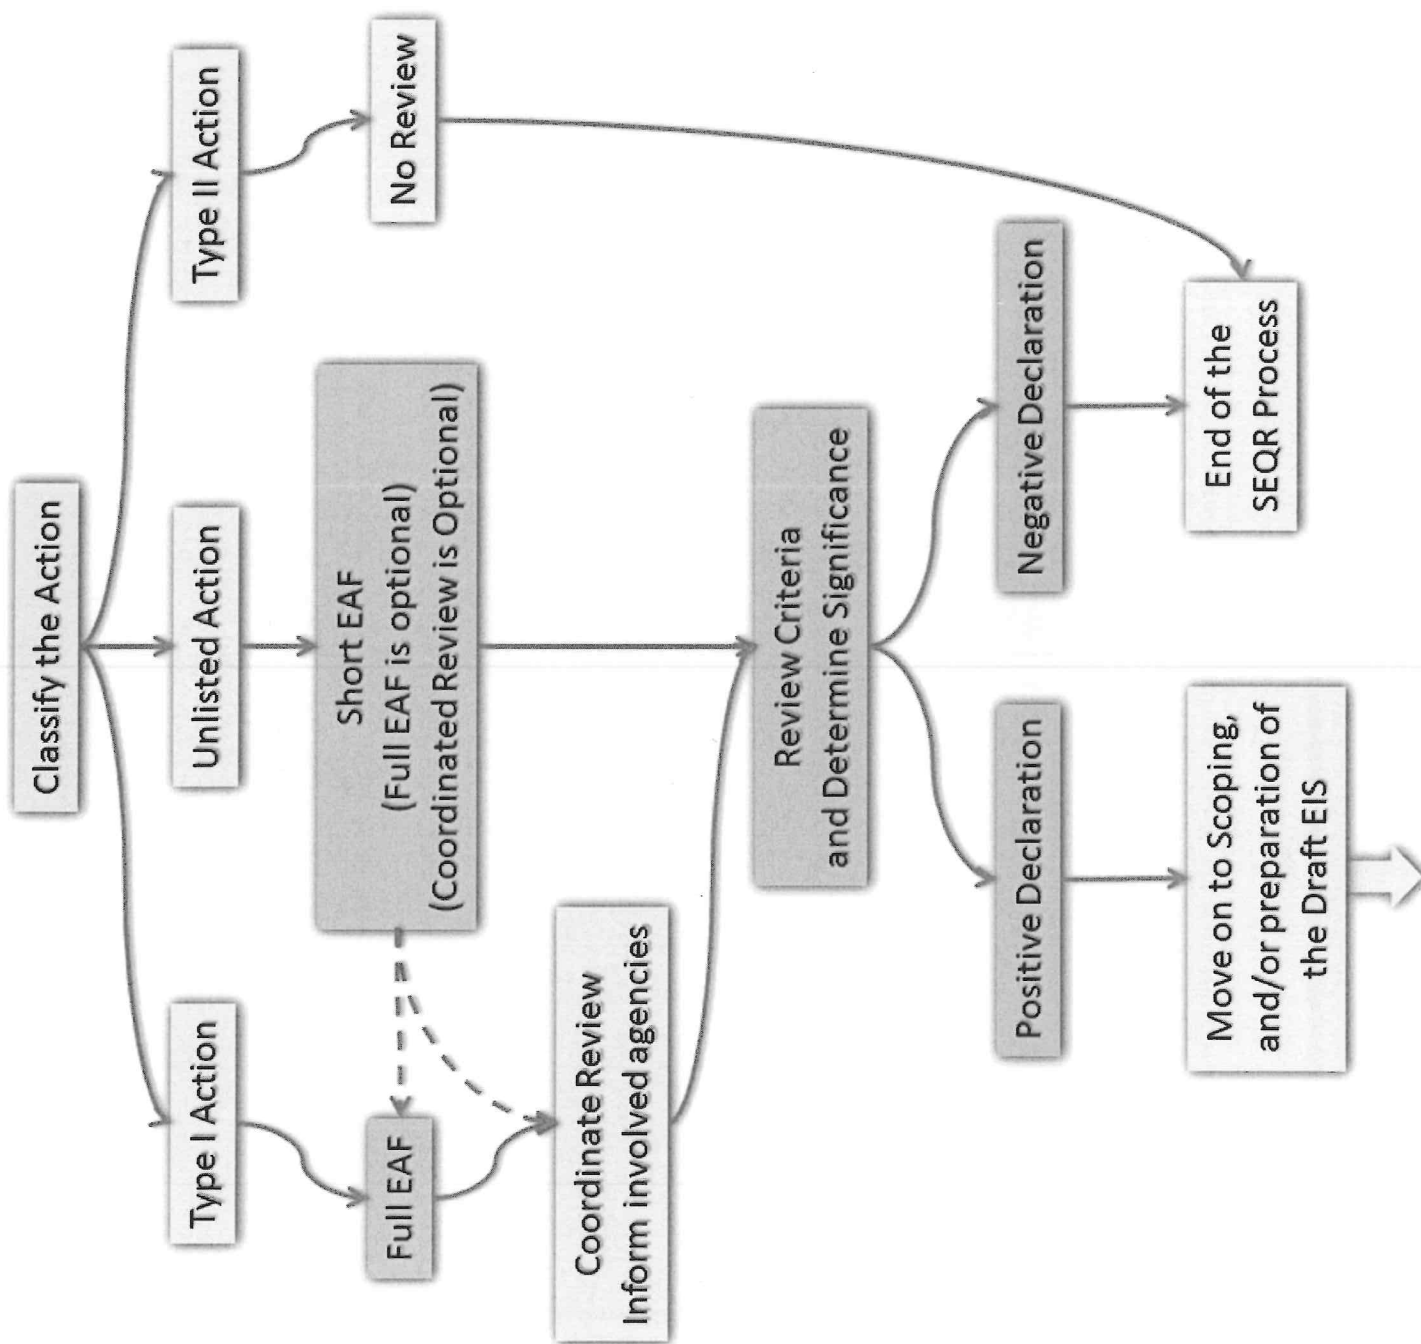 Classify the Action
Type I Action
Unlisted Action
Type II Action
Full EAF
Short EAF
(Full EAF is optional)
(Coordinated Review is Optional)
No Review
Coordinate Review
Inform involved agencies
Review Criteria
and Determine Significance
Positive Declaration
Negative Declaration
Move on to Scoping,
and/or preparation of
the Draft EIS
End of the
SEQR Process